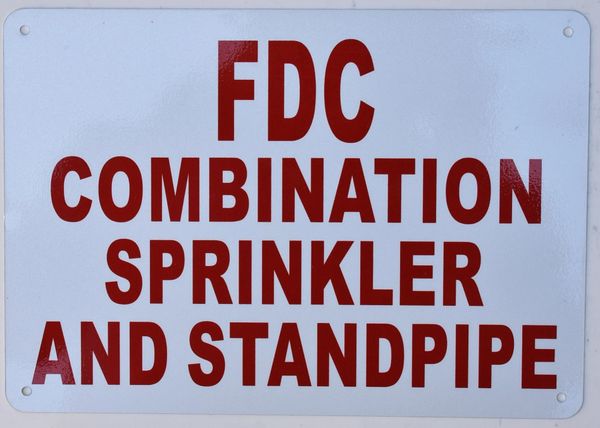 FDC
COMBINATION
SPRINKLER
AND STANDPIPE